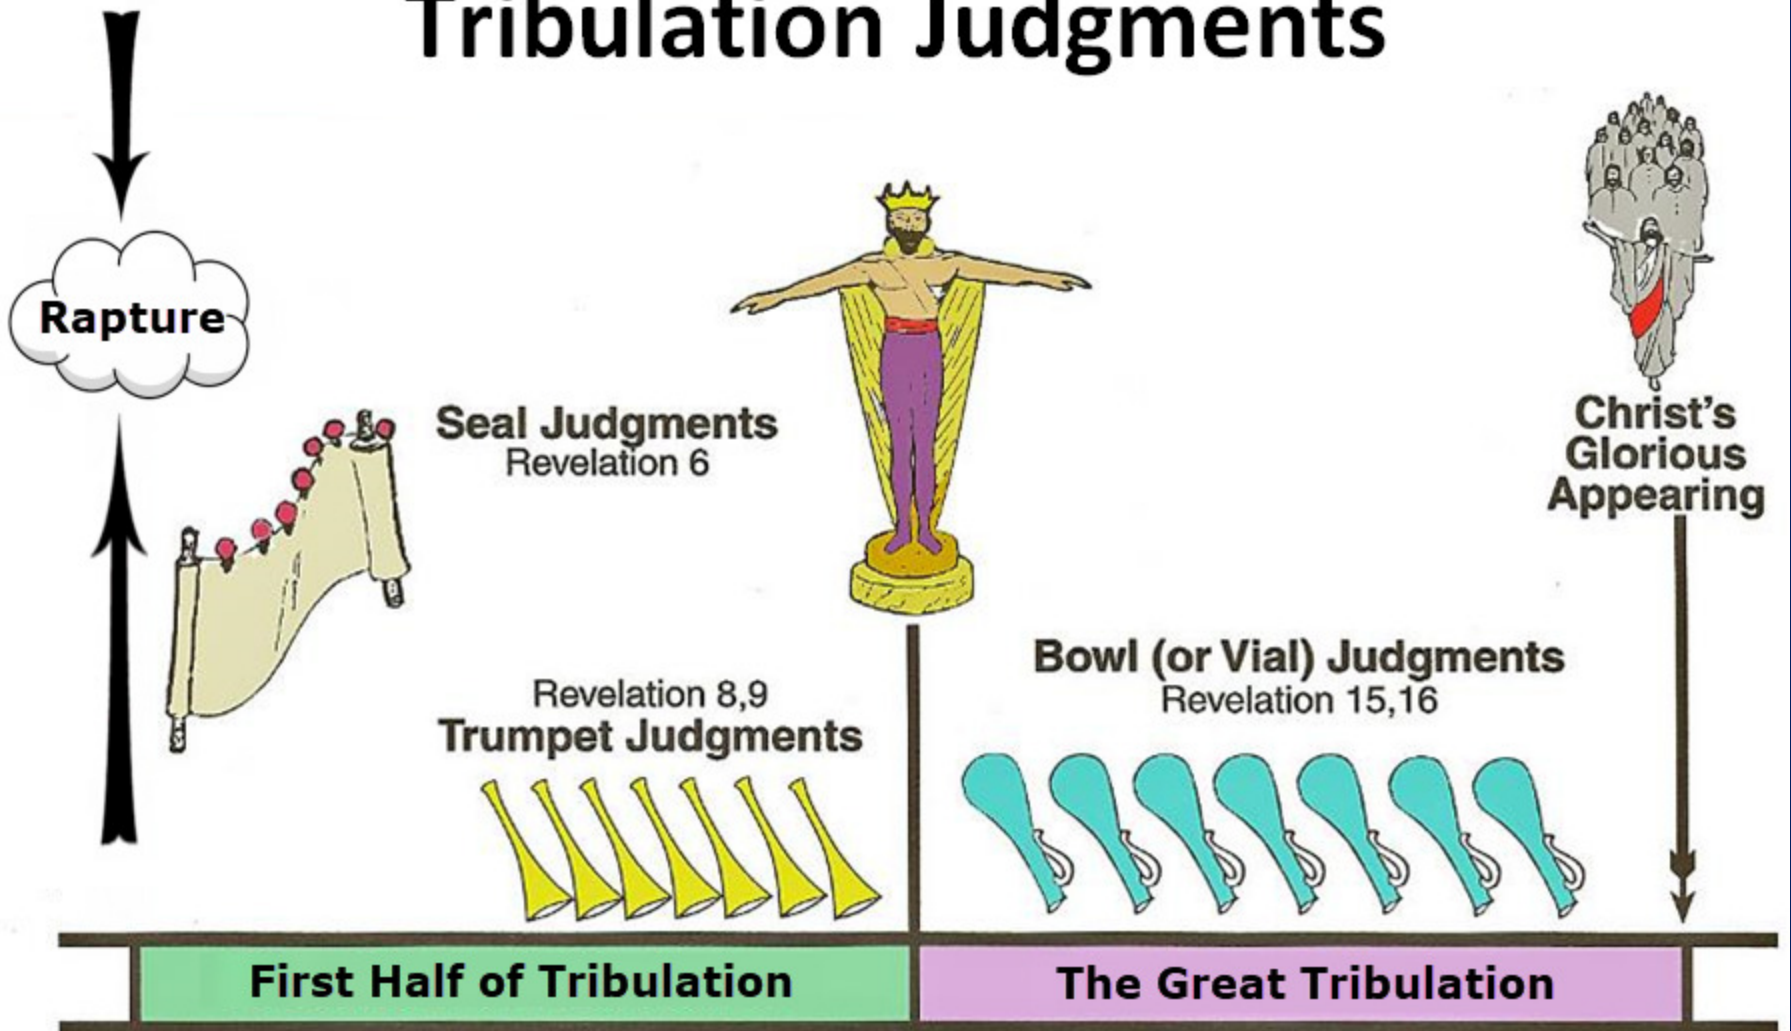 Tribulation Judgments
Rapture
Seal Judgments
Revelation 6
Christ's
Glorious
Appearing
Revelation 8,9
Trumpet Judgments
Bowl (or Vial) Judgments
Revelation 15,16
First Half of Tribulation
The Great Tribulation